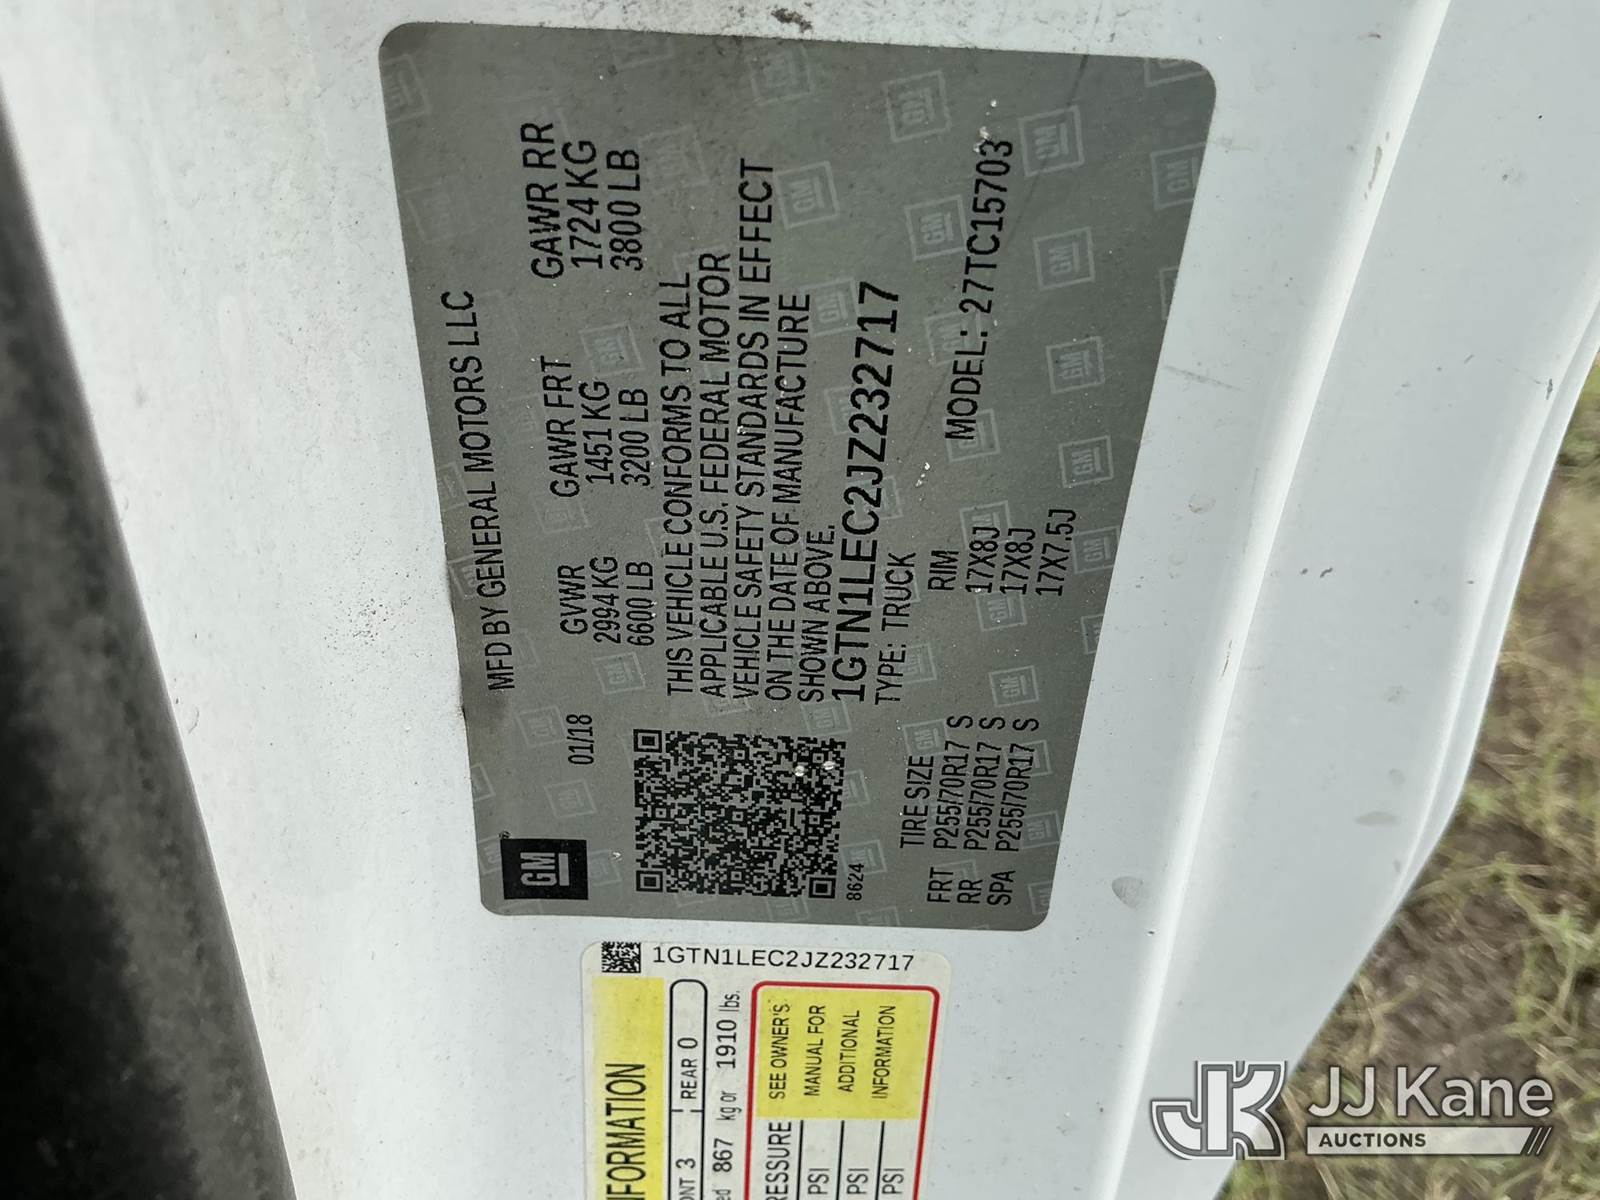 GM
MFD BY GENERAL MOTORS LLC
01/18 GVWR GAWR FRT GAWR RR
2994 KG 1451 KG 1724 KG
6600 LB 3200 LB 3800 LB
THIS VEHICLE CONFORMS TO ALL
APPLICABLE U.S. FEDERAL MOTOR
VEHICLE SAFETY STANDARDS IN EFFECT
ON THE DATE OF MANUFACTURE
SHOWN ABOVE.
1GTN1LEC2JZ232717
8624 TYPE: TRUCK
TIRE SIZE RIM MODEL: 27TC15703
FRT P255/70R17 S 17X8J
RR P255/70R17 S 17X8J
SPA P255/70R17 S 17X7.5J
1GTN1LEC2JZ232717
3 REAR 0
867 kg or 1910 lbs.
SEE OWNER'S
PSI MANUAL FOR
PSI ADDITIONAL
PSI INFORMATION
JJ Kane
AUCTIONS